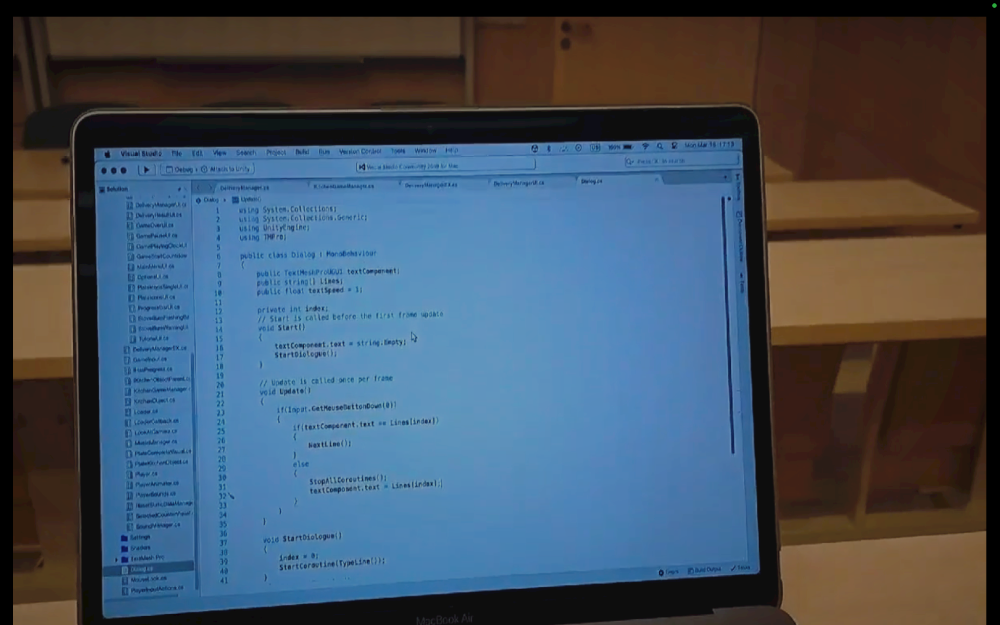 Visual Studio File Edit View Search Project Build Run Version Control Tools Window Help
100% Mon Mar 17:13
Debug › Attach to Unity
Visual Studio Community 2019 for Mac
Solution
DeliveryManager.cs KitchenGameManager.cs DeliveryManagerEX.cs DeliveryManagerUI.cs Dialog.cs
Dialog › Update()
DeliveryManagerUI.cs
DeliveryResultUI.cs
GameOverUI.cs
GamePauseUI.cs
GamePlayingClockUI
GameStartCountdow
MainMenuUI.cs
OptionsUI.cs
PlateIconsSingleUI.cs
PlateIconsUI.cs
ProgressBarUI.cs
StoveBurnFlashingBa
StoveBurnWarningUI
TutorialUI.cs
DeliveryManagerEX.cs
GameInput.cs
IHasProgress.cs
IKitchenObjectParent.cs
KitchenGameManager.c
KitchenObject.cs
Loader.cs
LoaderCallback.cs
LookAtCamera.cs
MusicManager.cs
PlateCompleteVisual.cs
PlateKitchenObject.cs
Player.cs
PlayerAnimator.cs
PlayerSounds.cs
ResetStaticDataManage
SelectedCounterVisual.c
SoundManager.cs
Settings
Shaders
TextMesh Pro
Dialog.cs
MouseLook.cs
PlayerInputActions.cs
1 using System.Collections;
2 using System.Collections.Generic;
3 using UnityEngine;
4 using TMPro;
5
6 public class Dialog : MonoBehaviour
7 {
8 public TextMeshProUGUI textComponent;
9 public string[] Lines;
10 public float textSpeed = 1;
11
12 private int index;
13 // Start is called before the first frame update
14 void Start()
15 {
16 textComponent.text = string.Empty;
17 StartDiologue();
18 }
19
20 // Update is called once per frame
21 void Update()
22 {
23 if(Input.GetMouseButtonDown(0))
24 {
25 if(textComponent.text == Lines[index])
26 {
27 NextLine();
28 }
29 else
30 {
31 StopAllCoroutines();
32 textComponent.text = Lines[index];
33 }
34 }
35 }
36
37 void StartDiologue()
38 {
39 index = 0;
40 StartCoroutine(TypeLine());
41 }
Errors Build Output Tasks
MacBook Air